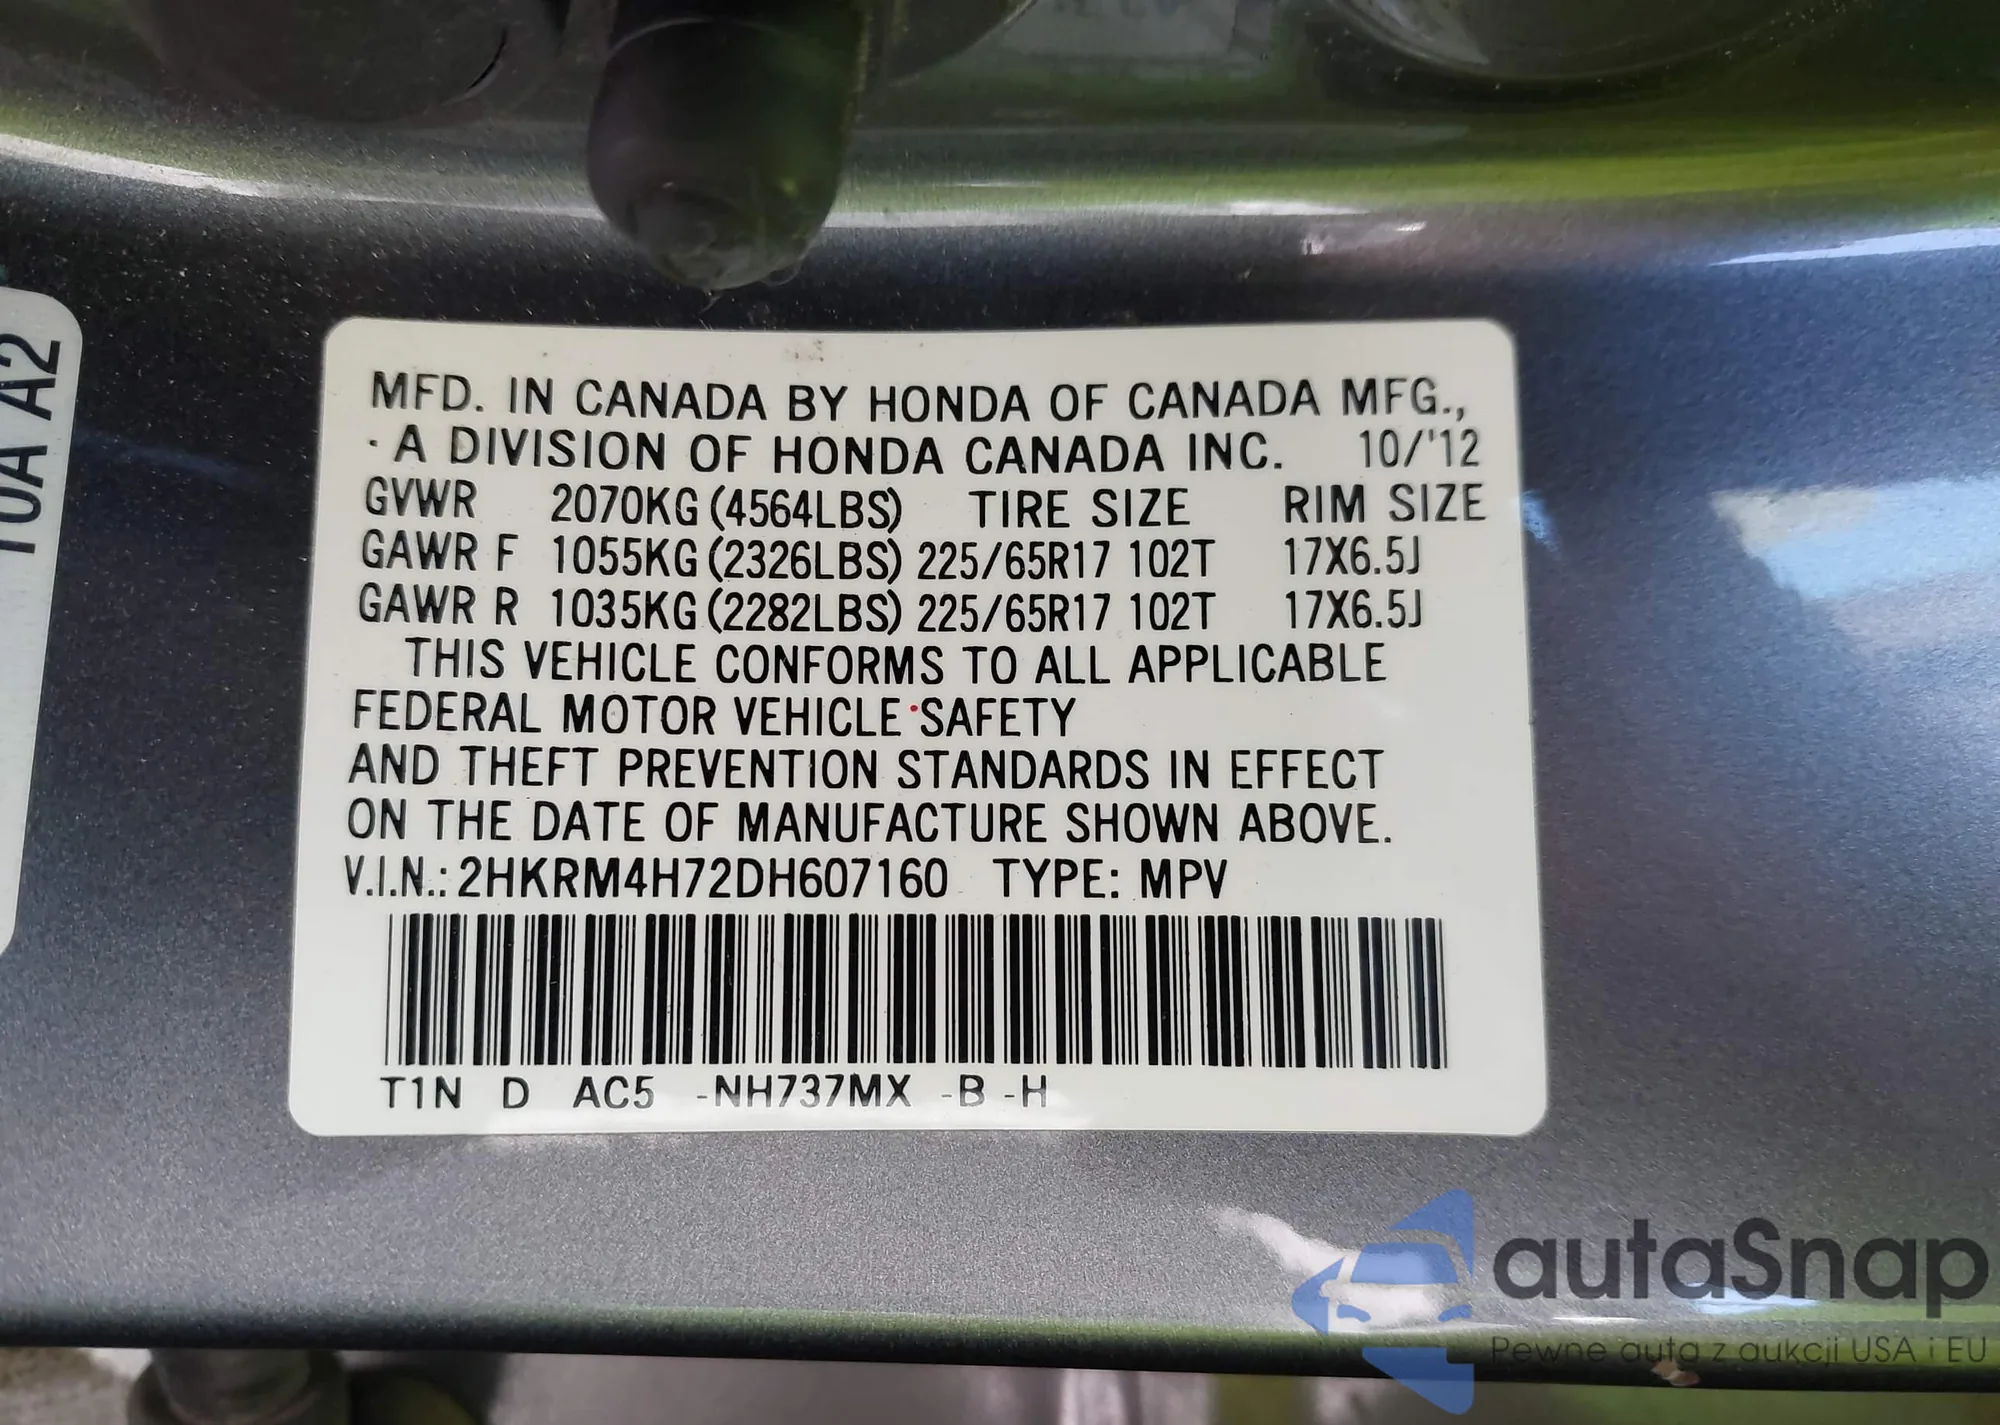 10A A2
MFD. IN CANADA BY HONDA OF CANADA MFG.,
A DIVISION OF HONDA CANADA INC. 10/'12
GVWR 2070KG (4564LBS) TIRE SIZE RIM SIZE
GAWR F 1055KG (2326LBS) 225/65R17 102T 17X6.5J
GAWR R 1035KG (2282LBS) 225/65R17 102T 17X6.5J
THIS VEHICLE CONFORMS TO ALL APPLICABLE
FEDERAL MOTOR VEHICLE SAFETY
AND THEFT PREVENTION STANDARDS IN EFFECT
ON THE DATE OF MANUFACTURE SHOWN ABOVE.
V.I.N.: 2HKRM4H72DH607160 TYPE: MPV
T1N D AC5 -NH737MX -B -H
autaSnap
Pewne auta z aukcji USA i EU